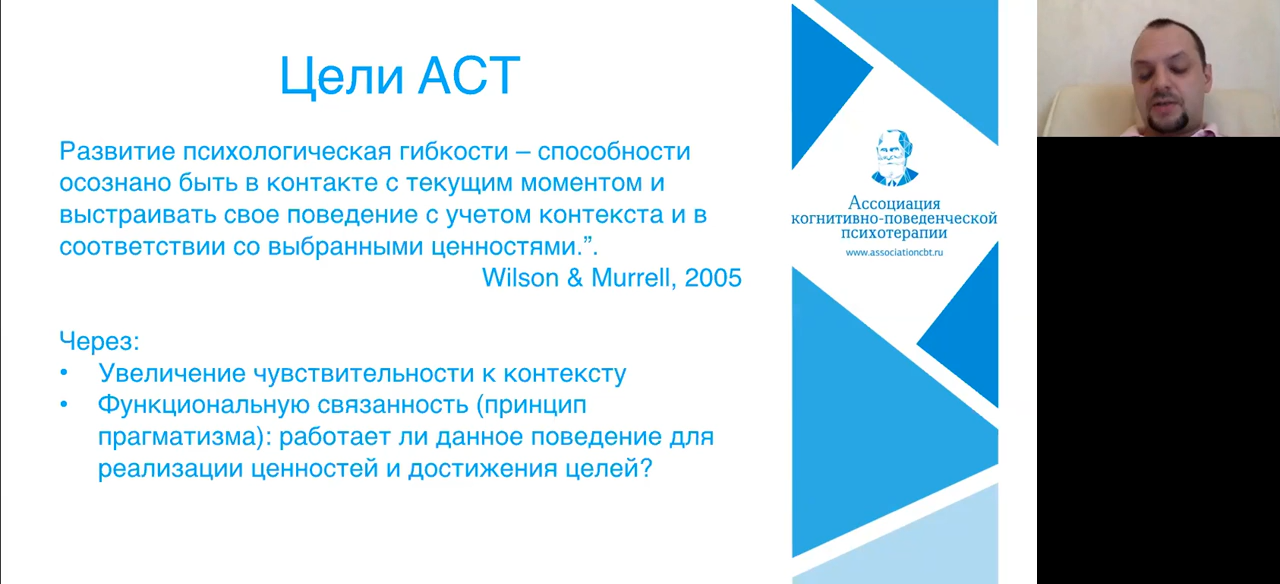 Цели АСТ
Развитие психологическая гибкости – способности
осознано быть в контакте с текущим моментом и
выстраивать свое поведение с учетом контекста и в
соответствии со выбранными ценностями.”.
Wilson & Murrell, 2005
Через:
• Увеличение чувствительности к контексту
• Функциональную связанность (принцип
прагматизма): работает ли данное поведение для
реализации ценностей и достижения целей?
Ассоциация
когнитивно-поведенческой
психотерапии
www.associationcbt.ru